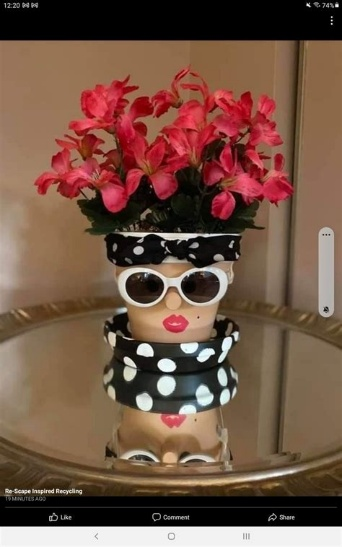 12:20
74%
Re-Scape Inspired Recycling
19 MINUTES AGO
Like Comment Share